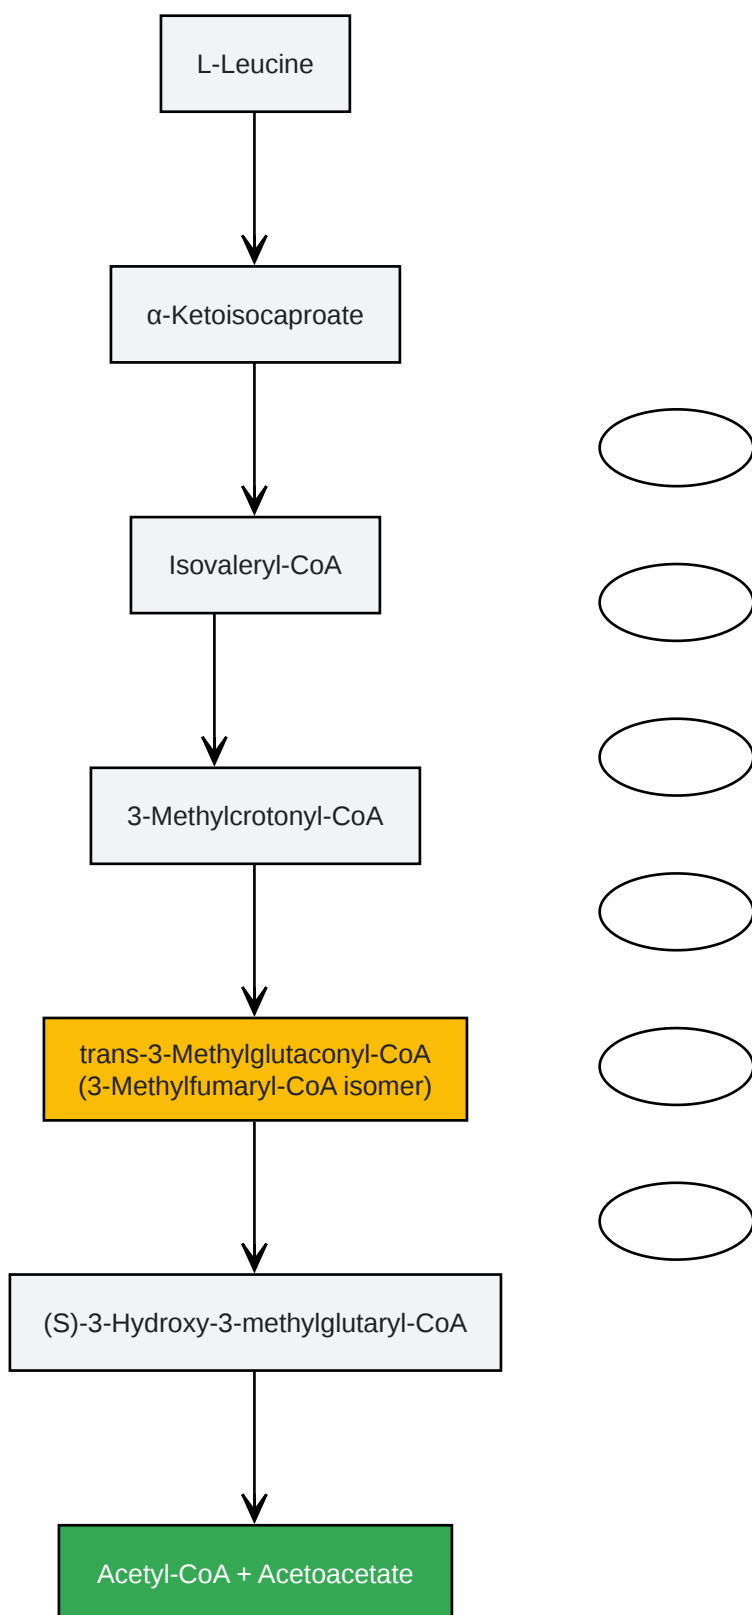 L-Leucine
α-Ketoisocaproate
Isovaleryl-CoA
3-Methylcrotonyl-CoA
trans-3-Methylglutaconyl-CoA
(3-Methylfumaryl-CoA isomer)
(S)-3-Hydroxy-3-methylglutaryl-CoA
Acetyl-CoA + Acetoacetate